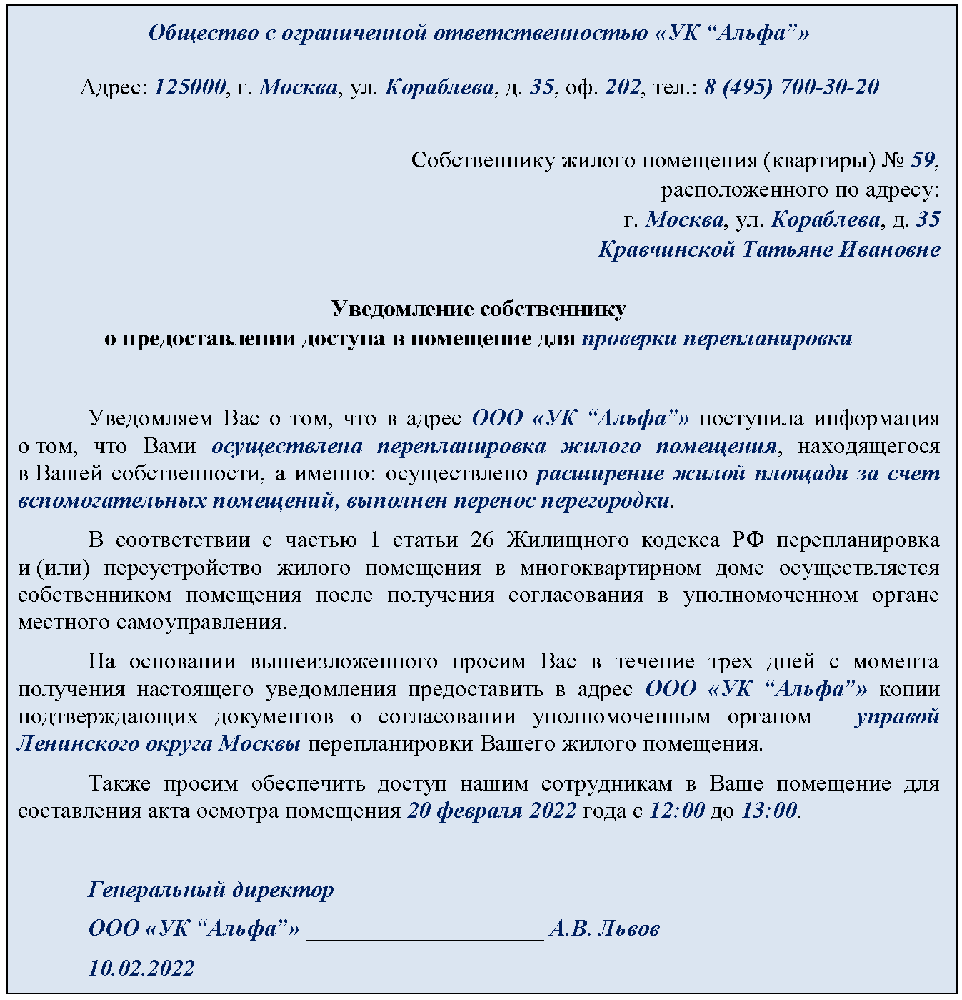 Общество с ограниченной ответственностью «УК “Альфа”»
Адрес: 125000, г. Москва, ул. Кораблева, д. 35, оф. 202, тел.: 8 (495) 700-30-20
Собственнику жилого помещения (квартиры) № 59,
расположенного по адресу:
г. Москва, ул. Кораблева, д. 35
Кравчинской Татьяне Ивановне
Уведомление собственнику
о предоставлении доступа в помещение для проверки перепланировки
Уведомляем Вас о том, что в адрес ООО «УК “Альфа”» поступила информация
о том, что Вами осуществлена перепланировка жилого помещения, находящегося
в Вашей собственности, а именно: осуществлено расширение жилой площади за счет
вспомогательных помещений, выполнен перенос перегородки.
В соответствии с частью 1 статьи 26 Жилищного кодекса РФ перепланировка
и (или) переустройство жилого помещения в многоквартирном доме осуществляется
собственником помещения после получения согласования в уполномоченном органе
местного самоуправления.
На основании вышеизложенного просим Вас в течение трех дней с момента
получения настоящего уведомления предоставить в адрес ООО «УК “Альфа”» копии
подтверждающих документов о согласовании уполномоченным органом – управой
Ленинского округа Москвы перепланировки Вашего жилого помещения.
Также просим обеспечить доступ нашим сотрудникам в Ваше помещение для
составления акта осмотра помещения 20 февраля 2022 года с 12:00 до 13:00.
Генеральный директор
ООО «УК “Альфа”» ____________________ А.В. Львов
10.02.2022